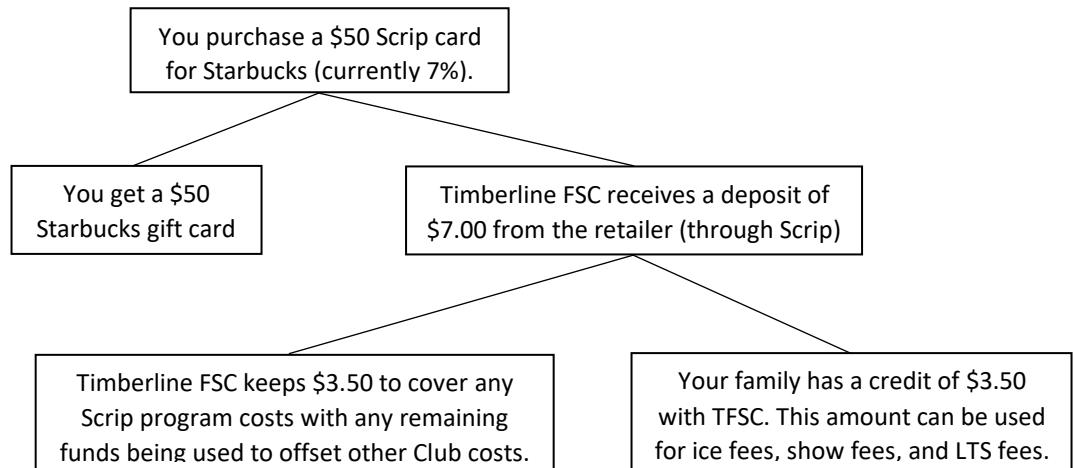 You purchase a $50 Scrip card
for Starbucks (currently 7%).
You get a $50
Starbucks gift card
Timberline FSC receives a deposit of
$7.00 from the retailer (through Scrip)
Timberline FSC keeps $3.50 to cover any
Scrip program costs with any remaining
funds being used to offset other Club costs.
Your family has a credit of $3.50
with TFSC. This amount can be used
for ice fees, show fees, and LTS fees.